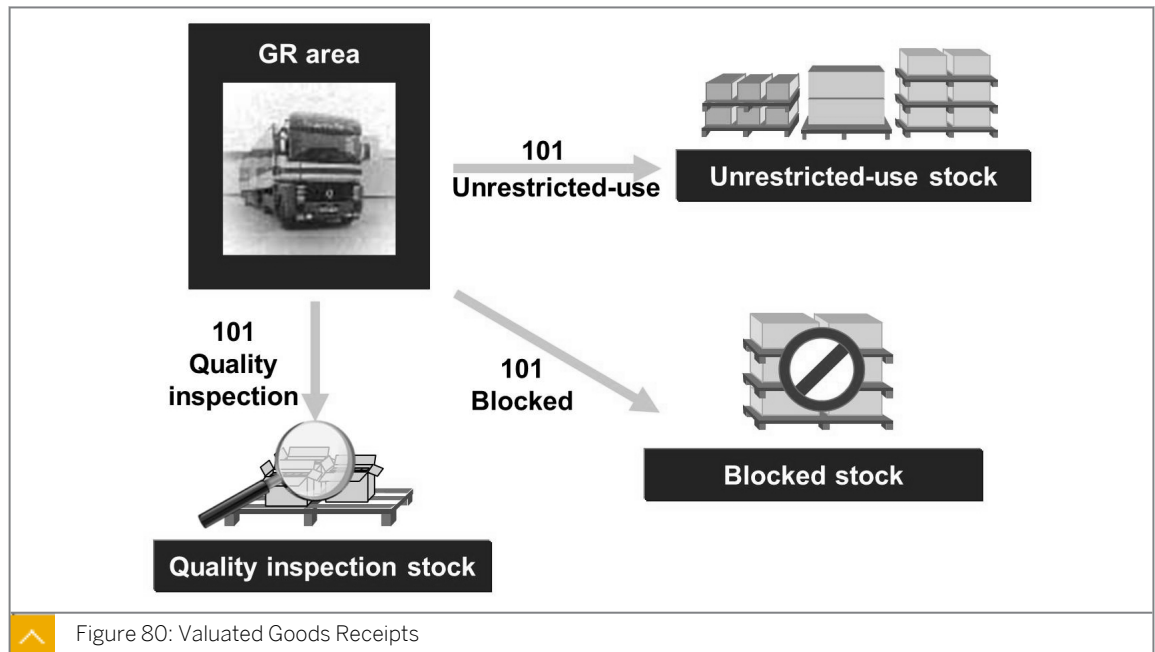 GR area
101
Unrestricted-use
Unrestricted-use stock
101
Quality
inspection
101
Blocked
Blocked stock
Quality inspection stock
Figure 80: Valuated Goods Receipts